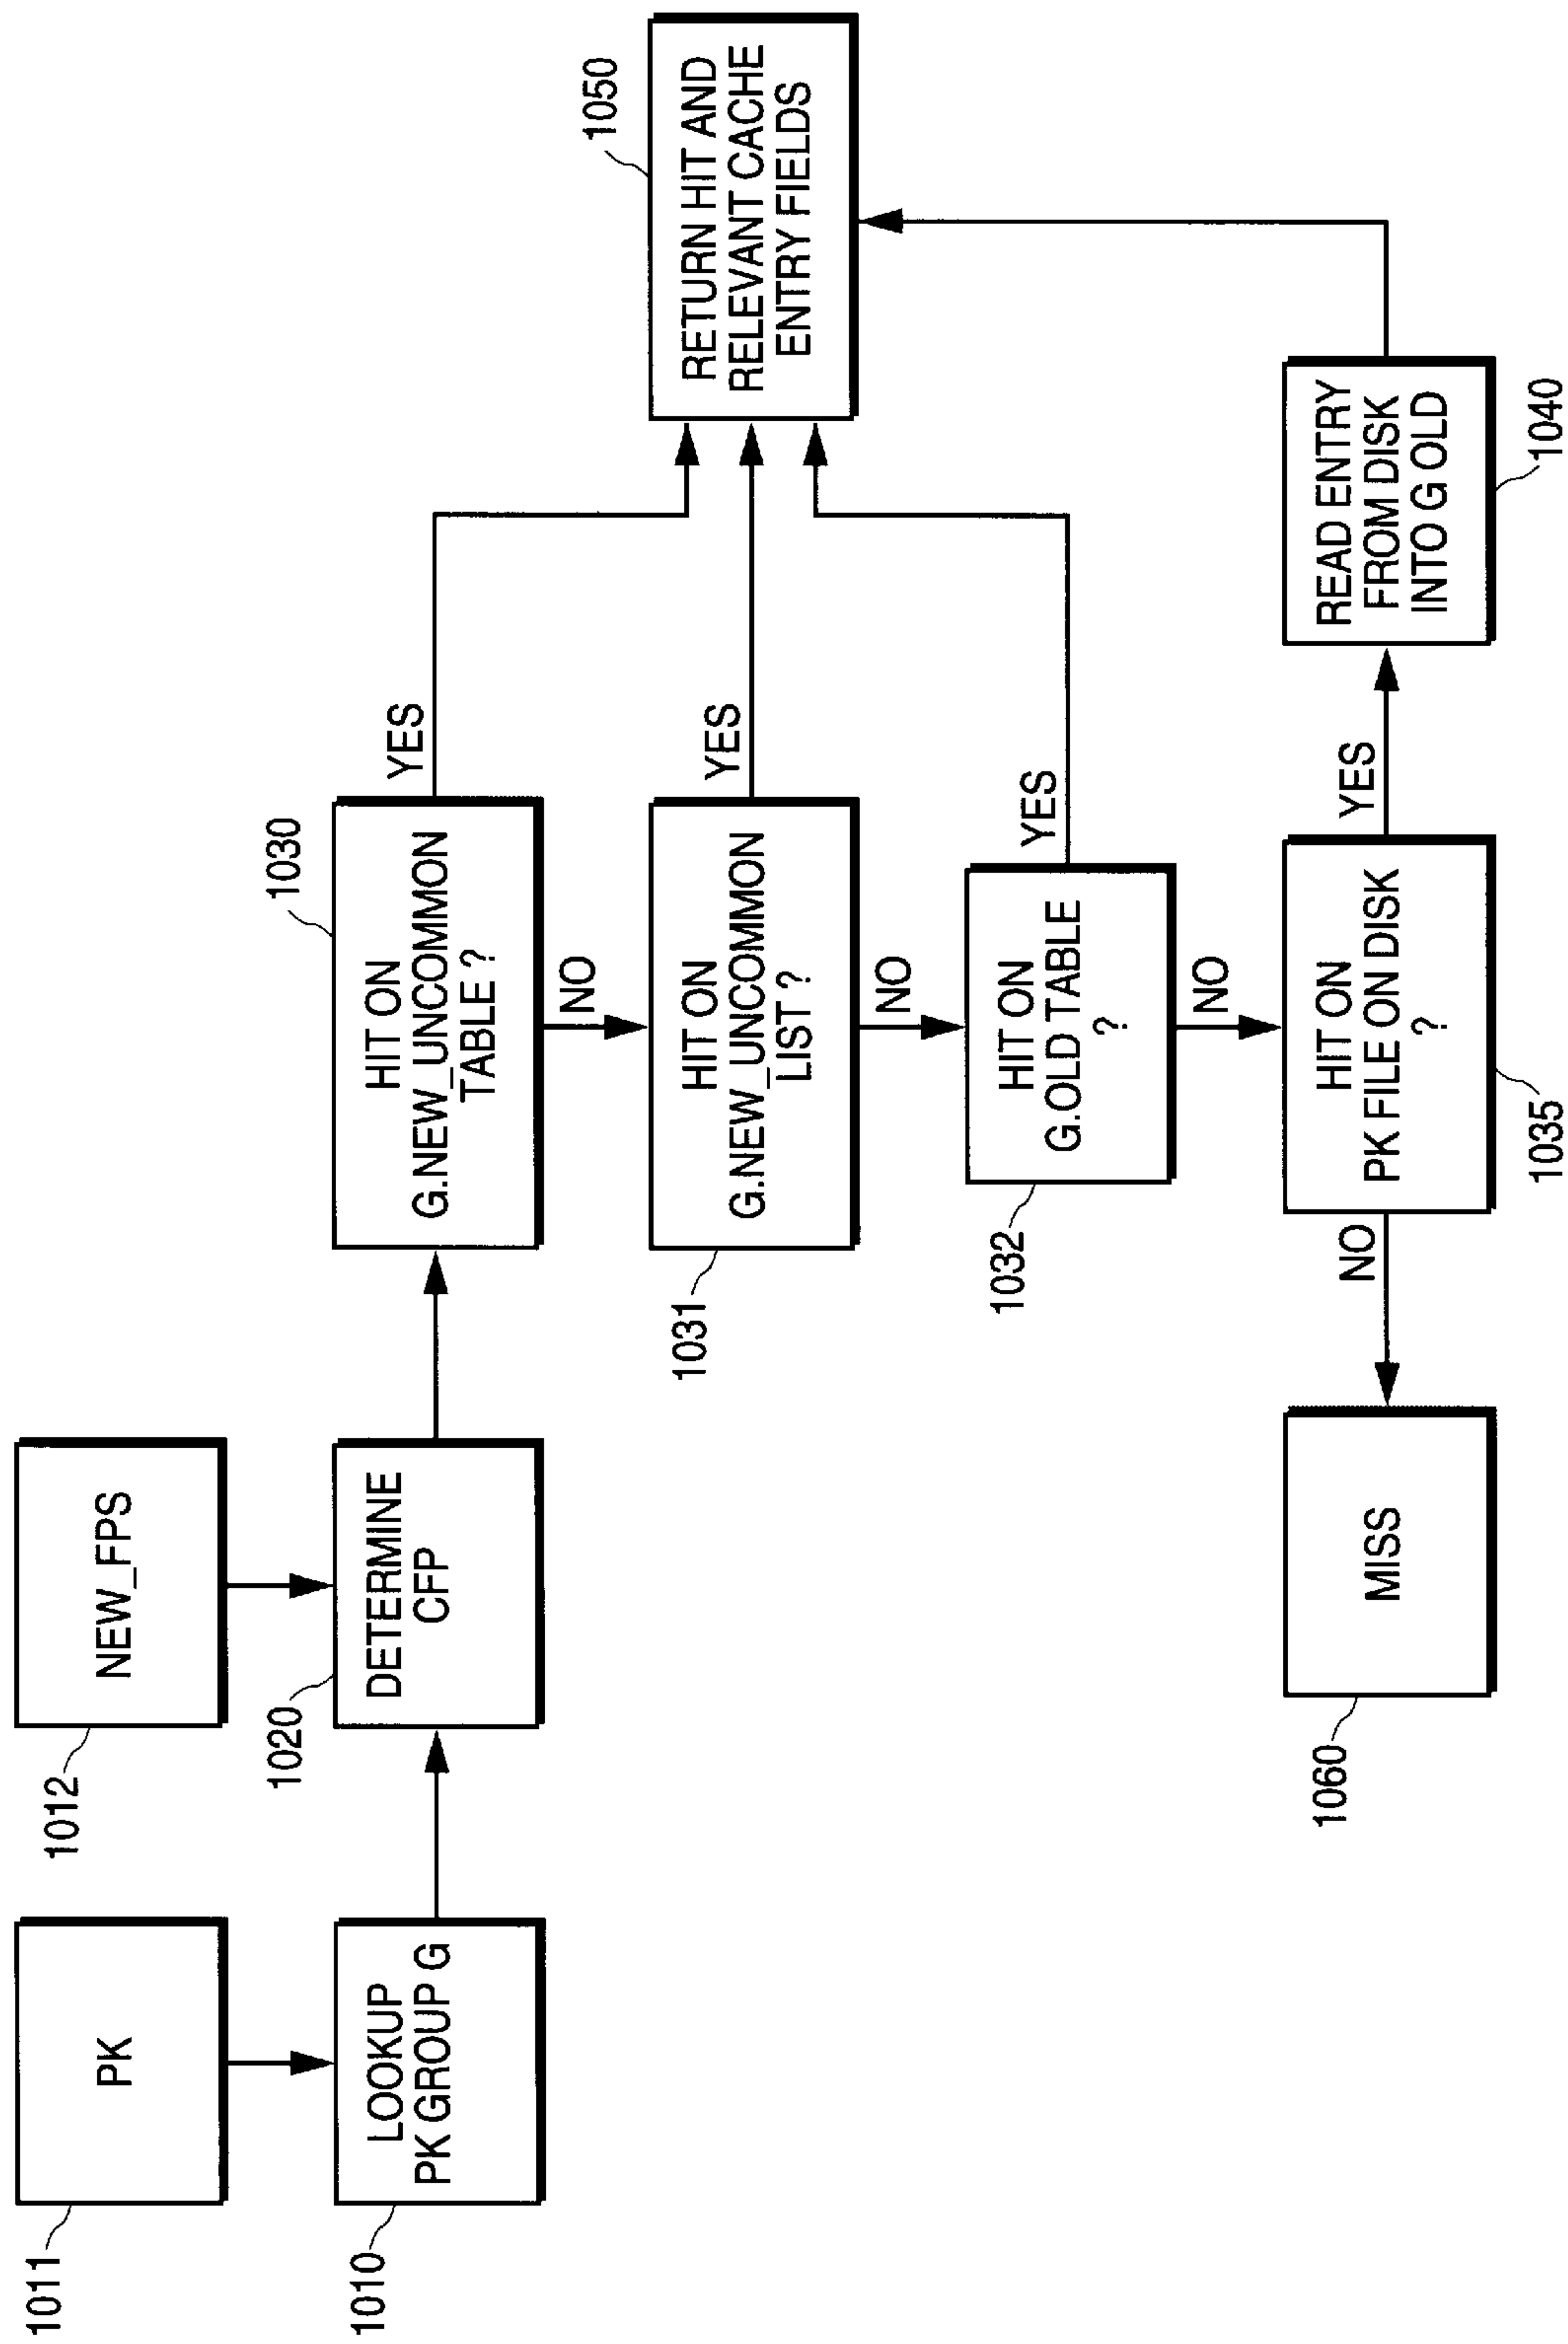 1011
PK
1012
NEW_FPS
1010
LOOKUP
PK GROUP G
1020
DETERMINE
CFP
1030
HIT ON
G.NEW_UNCOMMON
TABLE ?
YES
NO
1031
HIT ON
G.NEW_UNCOMMON
LIST ?
YES
NO
1050
RETURN HIT AND
RELEVANT CACHE
ENTRY FIELDS
1032
HIT ON
G.OLD TABLE
?
YES
NO
1060
MISS
NO
HIT ON
PK FILE ON DISK
?
1035
YES
READ ENTRY
FROM DISK
INTO G OLD
1040